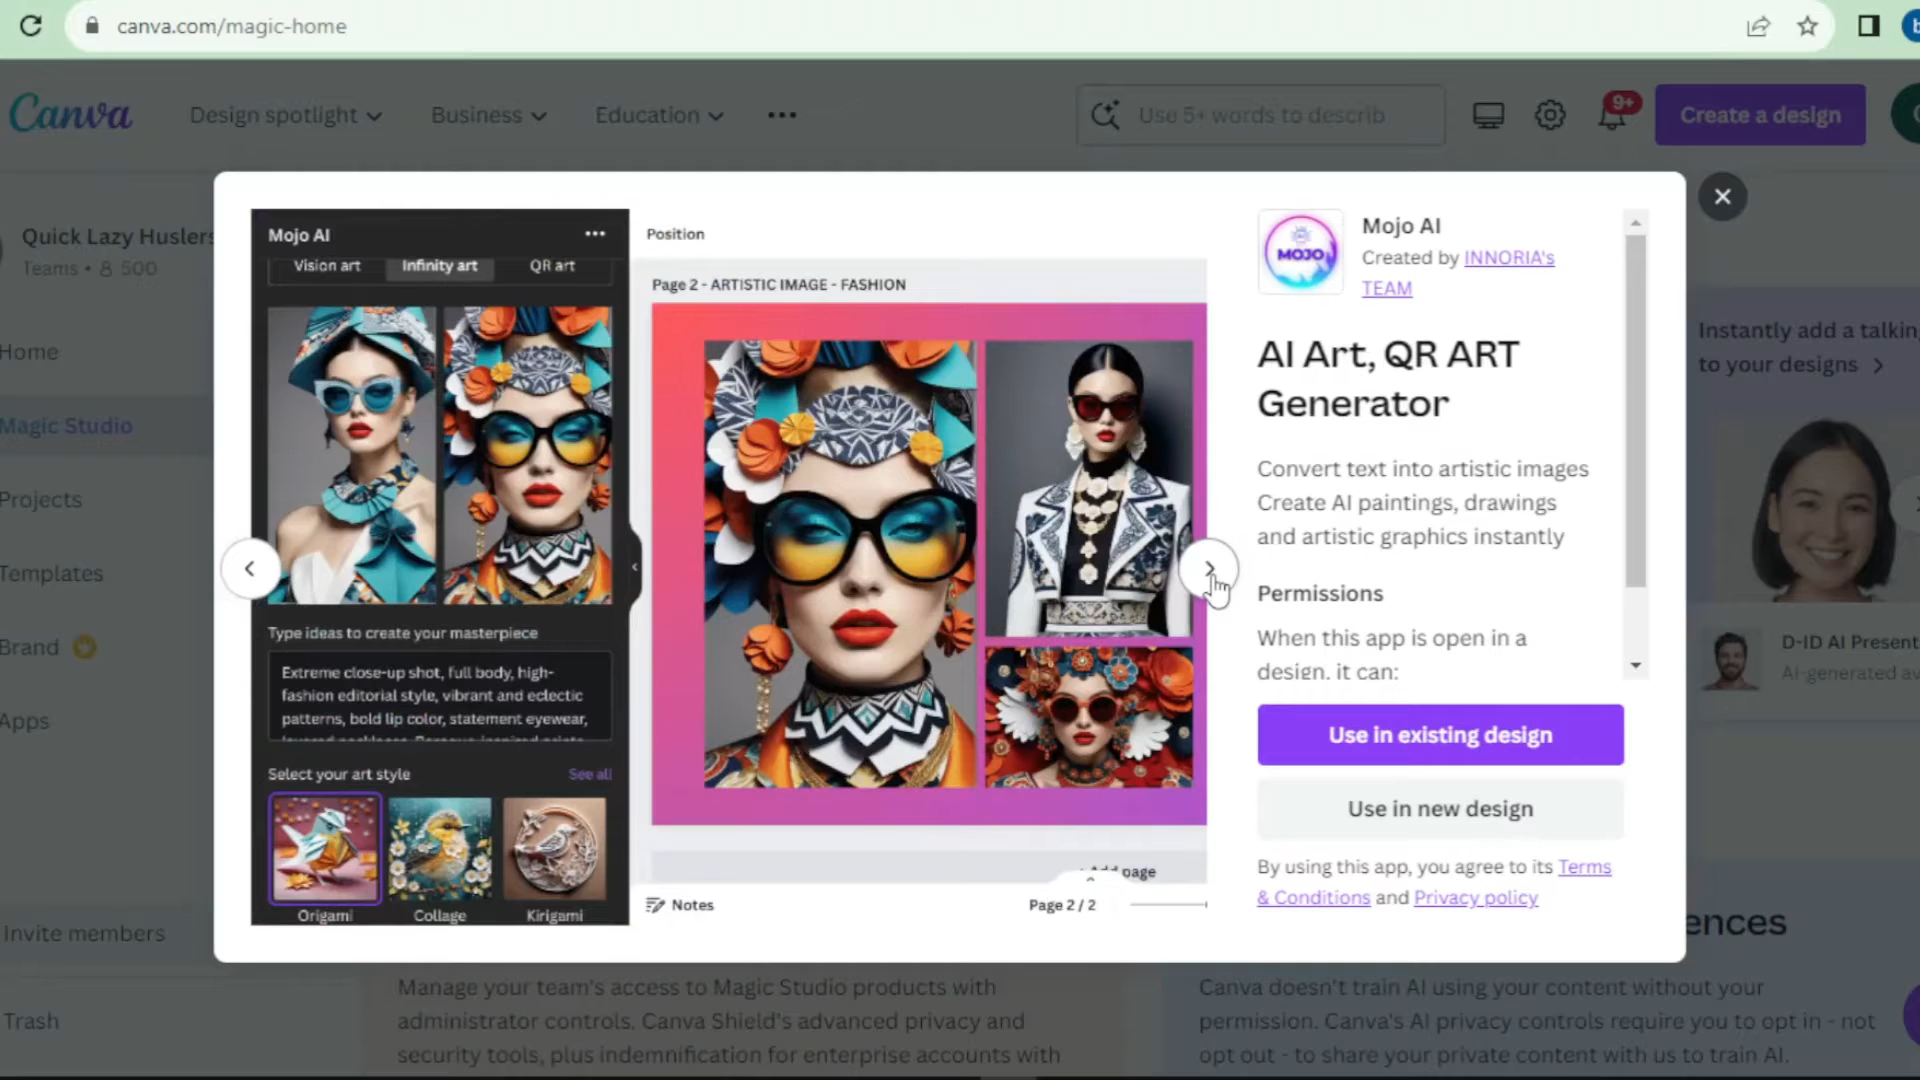 canva.com/magic-home
Canva
Design spotlight
Business
Education
Use 5+ words to describ
9+
Create a design
Quick Lazy Huslers
Teams • 8 500
Home
Magic Studio
Projects
Templates
Brand
Apps
Invite members
Trash
Mojo AI
Vision art
Infinity art
QR art
Type ideas to create your masterpiece
Extreme close-up shot, full body, high-
fashion editorial style, vibrant and eclectic
patterns, bold lip color, statement eyewear,
Select your art style
See all
Origami
Collage
Kirigami
Position
Page 2 - ARTISTIC IMAGE - FASHION
Add page
Notes
Page 2 / 2
MOJO
Mojo AI
Created by INNORIA's
TEAM
AI Art, QR ART
Generator
Convert text into artistic images
Create AI paintings, drawings
and artistic graphics instantly
Permissions
When this app is open in a
design, it can:
Use in existing design
Use in new design
By using this app, you agree to its Terms
& Conditions and Privacy policy
Instantly add a talking
to your designs
D-ID AI Present
AI-generated av
ences
Manage your team's access to Magic Studio products with
administrator controls. Canva Shield's advanced privacy and
security tools, plus indemnification for enterprise accounts with
Canva doesn't train AI using your content without your
permission. Canva's AI privacy controls require you to opt in - not
opt out - to share your private content with us to train AI.